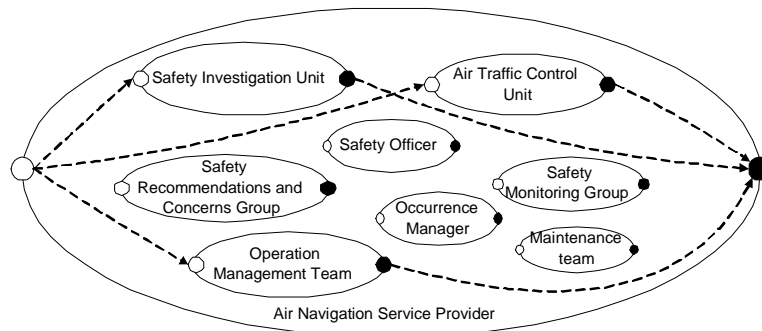 Safety Investigation Unit
Air Traffic Control
Unit
Safety Officer
Safety
Recommendations and
Concerns Group
Safety
Monitoring Group
Occurrence
Manager
Operation
Management Team
Maintenance
team
Air Navigation Service Provider